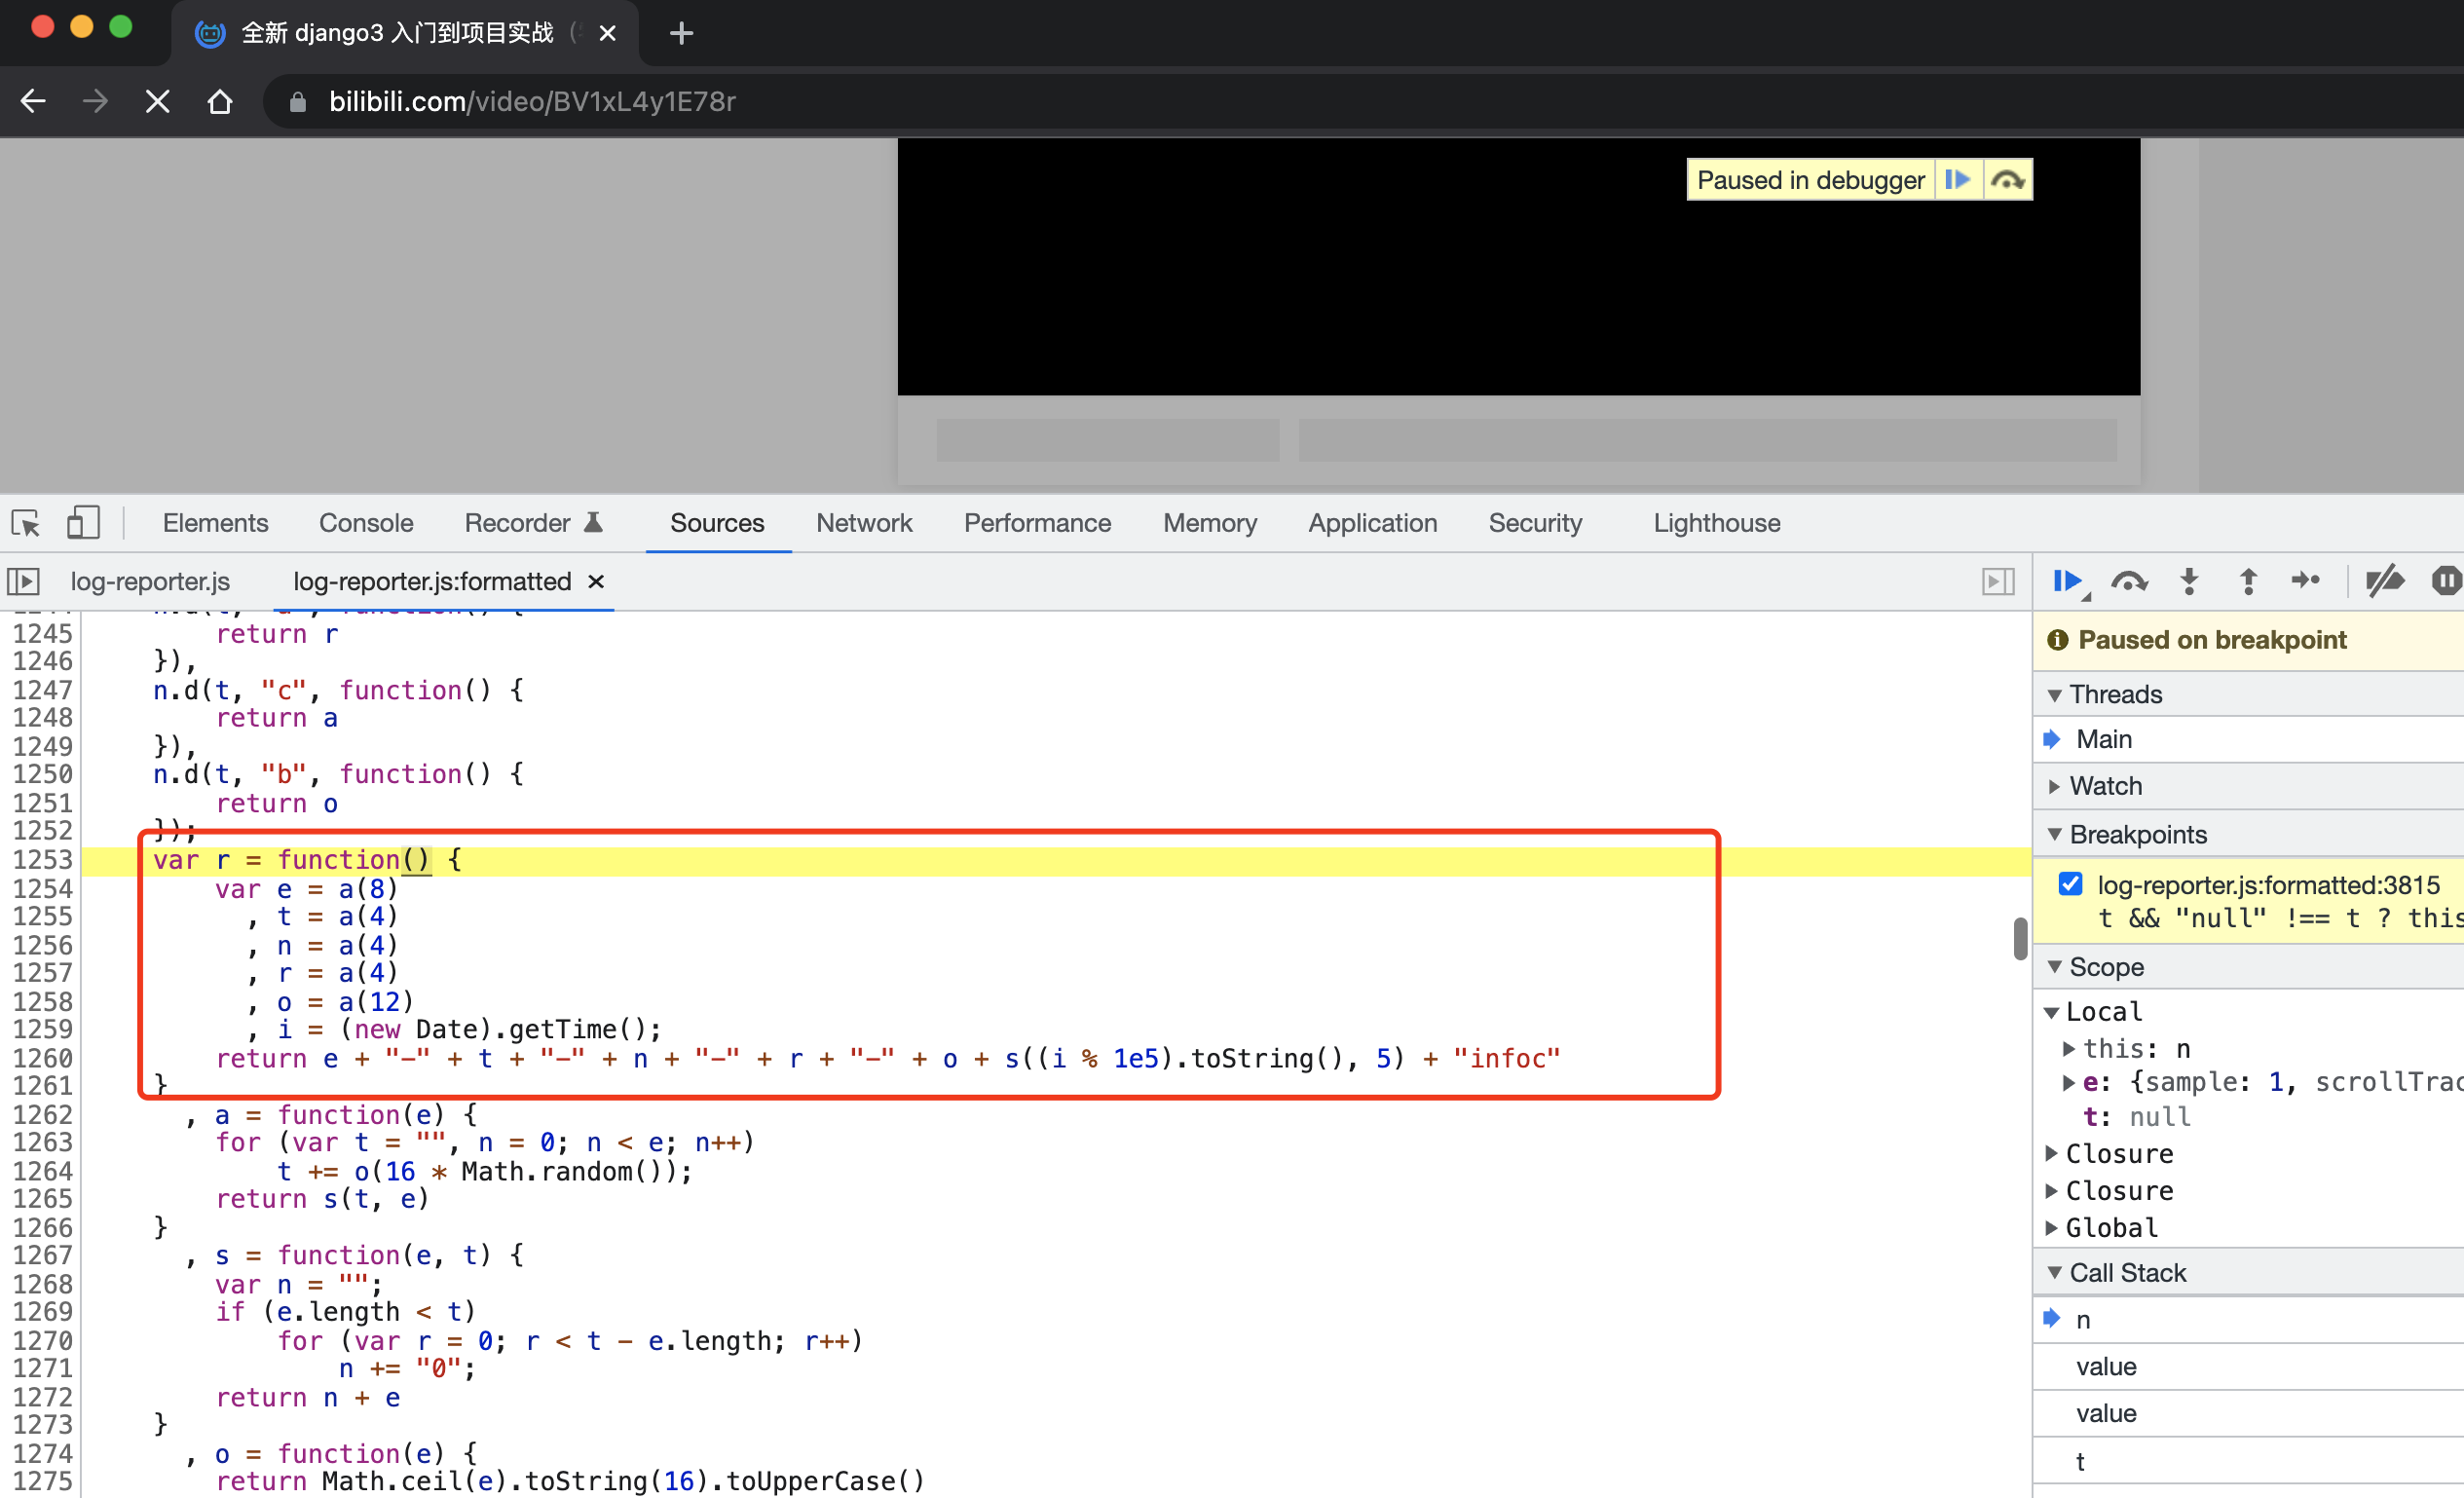 全新 django3 入门到项目实战
bilibili.com/video/BV1xL4y1E78r
Paused in debugger
Elements Console Recorder Sources Network Performance Memory Application Security Lighthouse
log-reporter.js log-reporter.js:formatted
1245 return r
1246 }),
1247 n.d(t, "c", function() {
1248 return a
1249 }),
1250 n.d(t, "b", function() {
1251 return o
1252 });
1253 var r = function() {
1254 var e = a(8)
1255 , t = a(4)
1256 , n = a(4)
1257 , r = a(4)
1258 , o = a(12)
1259 , i = (new Date).getTime();
1260 return e + "-" + t + "-" + n + "-" + r + "-" + o + s((i % 1e5).toString(), 5) + "infoc"
1261 }
1262 , a = function(e) {
1263 for (var t = "", n = 0; n < e; n++)
1264 t += o(16 * Math.random());
1265 return s(t, e)
1266 }
1267 , s = function(e, t) {
1268 var n = "";
1269 if (e.length < t)
1270 for (var r = 0; r < t - e.length; r++)
1271 n += "0";
1272 return n + e
1273 }
1274 , o = function(e) {
1275 return Math.ceil(e).toString(16).toUpperCase()
Paused on breakpoint
Threads
Main
Watch
Breakpoints
log-reporter.js:formatted:3815
t && "null" !== t ? this
Scope
Local
this: n
e: {sample: 1, scrollTrac
t: null
Closure
Closure
Global
Call Stack
n
value
value
t